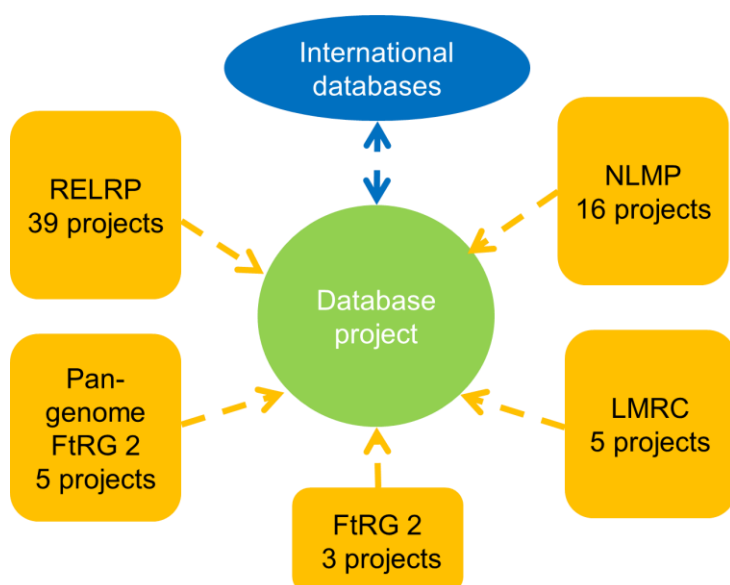 International
databases
RELRP
39 projects
NLMP
16 projects
Database
project
Pan-
genome
FtRG 2
5 projects
LMRC
5 projects
FtRG 2
3 projects